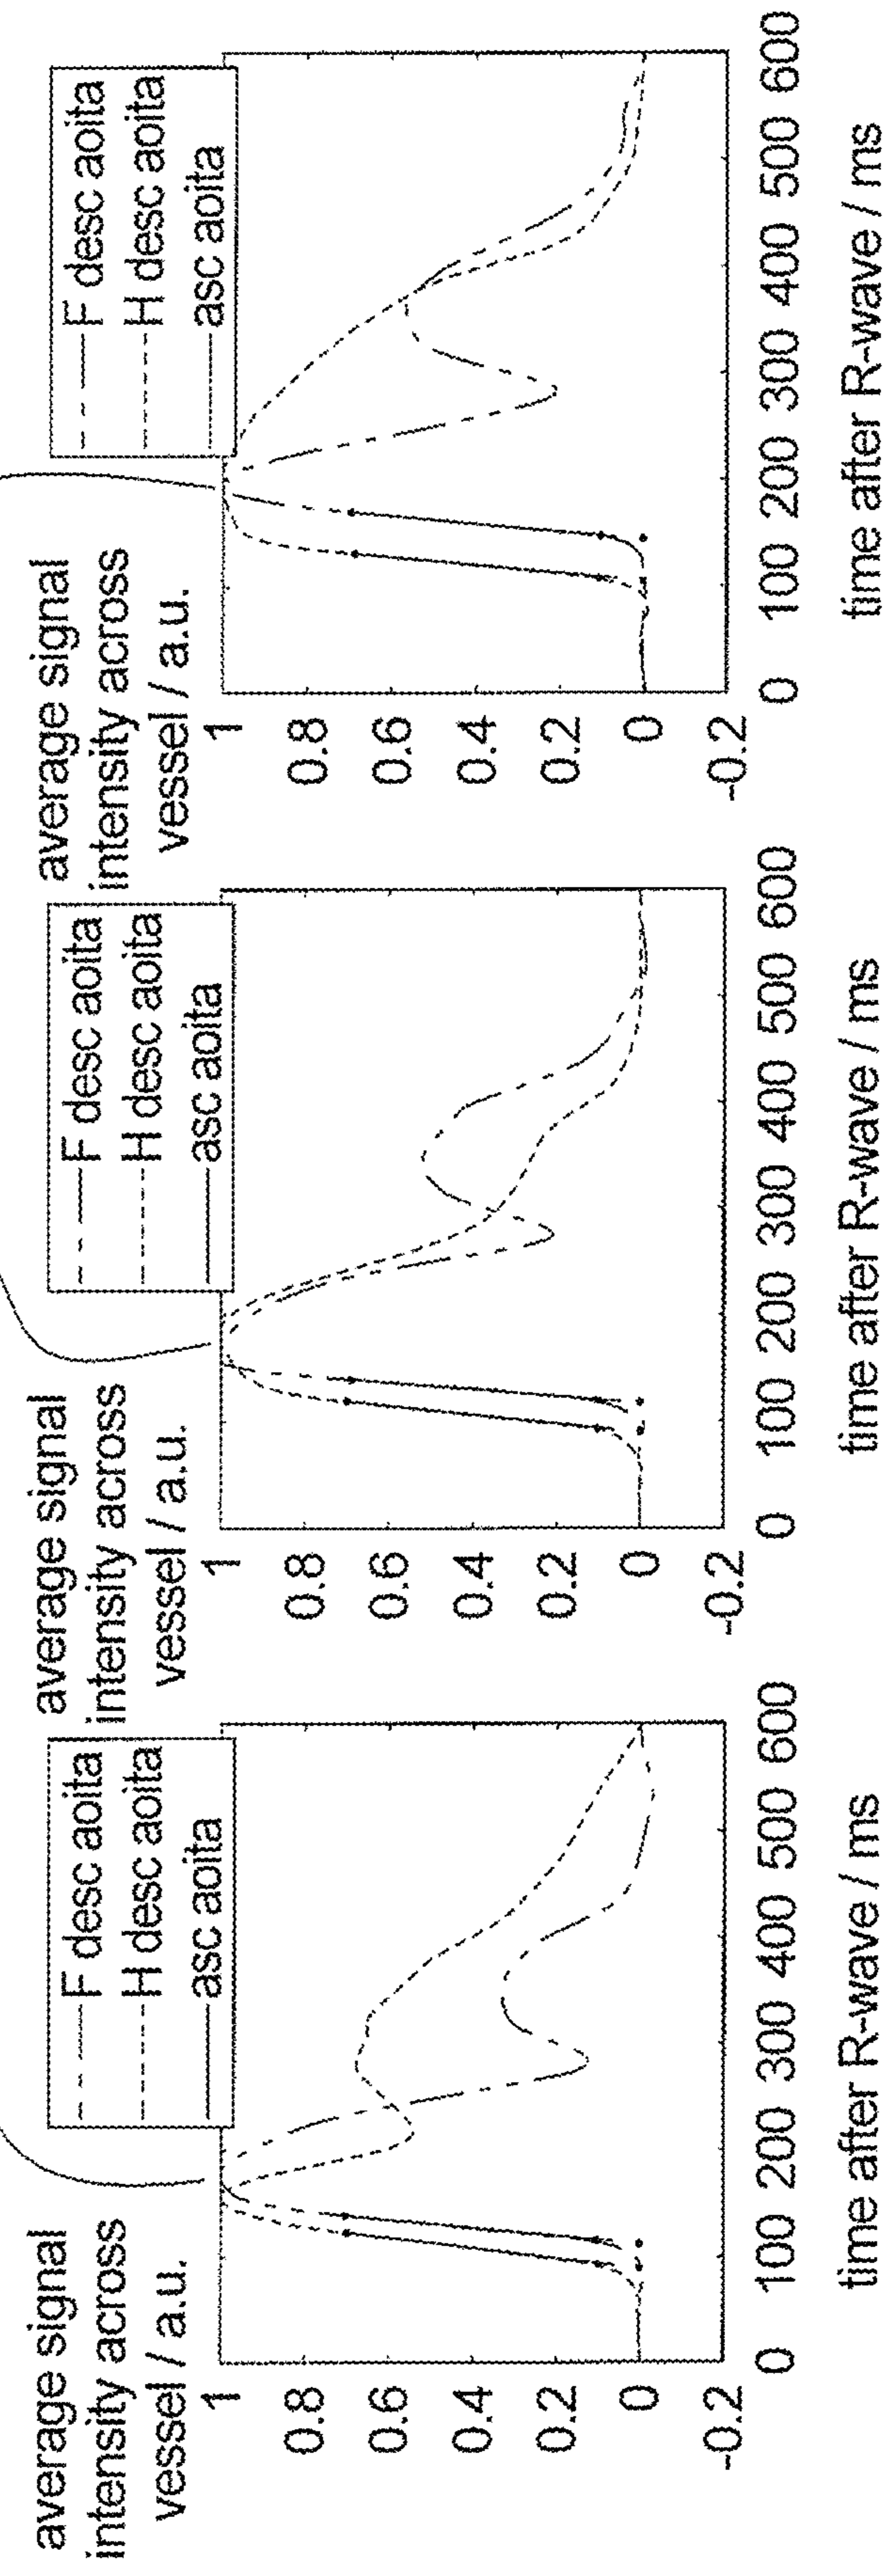 average signal
intensity across
vessel / a.u.
F desc aoita
H desc aoita
asc aoita
1
0.8
0.6
0.4
0.2
0
-0.2
0 100 200 300 400 500 600
time after R-wave / ms
average signal
intensity across
vessel / a.u.
F desc aoita
H desc aoita
asc aoita
1
0.8
0.6
0.4
0.2
0
-0.2
0 100 200 300 400 500 600
time after R-wave / ms
average signal
intensity across
vessel / a.u.
F desc aoita
H desc aoita
asc aoita
1
0.8
0.6
0.4
0.2
0
-0.2
0 100 200 300 400 500 600
time after R-wave / ms